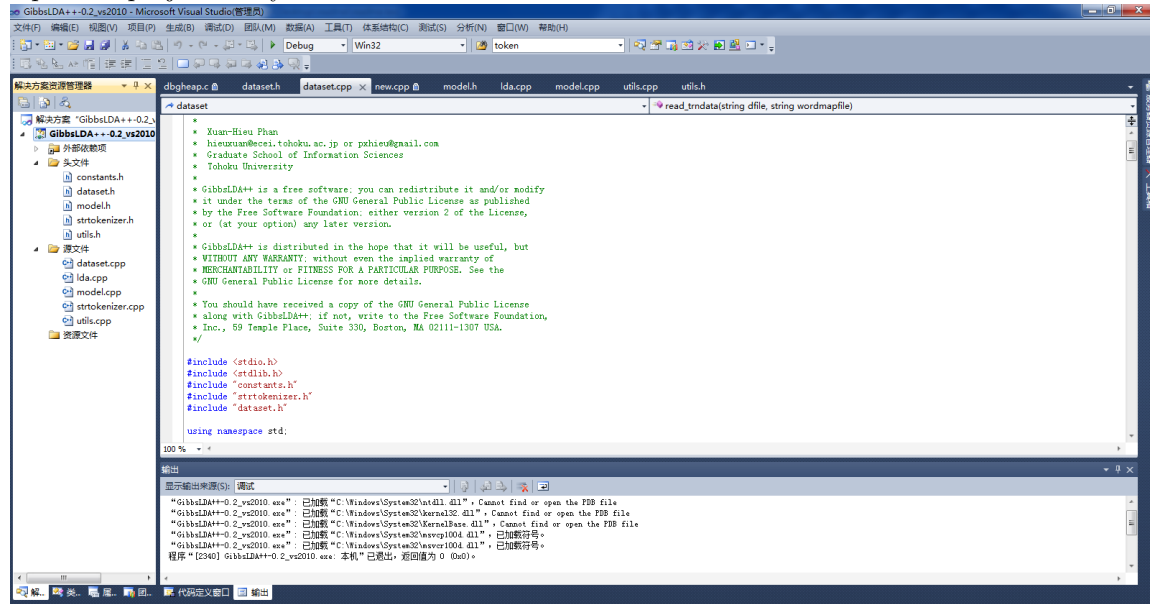 GibbsLDA++-0.2_vs2010 - Microsoft Visual Studio(管理员)
文件(F) 编辑(E) 视图(V) 项目(P) 生成(B) 调试(D) 团队(M) 数据(A) 工具(T) 体系结构(C) 测试(S) 分析(N) 窗口(W) 帮助(H)
Debug Win32 token
解决方案资源管理器
dbgheap.c dataset.h dataset.cpp new.cpp model.h lda.cpp model.cpp utils.cpp utils.h
dataset
read_trndata(string dfile, string wordmapfile)
解决方案 "GibbsLDA++-0.2_v
GibbsLDA++-0.2_vs2010
外部依赖项
头文件
constants.h
dataset.h
model.h
strtokenizer.h
utils.h
源文件
dataset.cpp
lda.cpp
model.cpp
strtokenizer.cpp
utils.cpp
资源文件
*
* Xuan-Hieu Phan
* hieuxuan@ecei.tohoku.ac.jp or pxhieu@gmail.com
* Graduate School of Information Sciences
* Tohoku University
*
* GibbsLDA++ is a free software; you can redistribute it and/or modify
* it under the terms of the GNU General Public License as published
* by the Free Software Foundation; either version 2 of the License,
* or (at your option) any later version.
*
* GibbsLDA++ is distributed in the hope that it will be useful, but
* WITHOUT ANY WARRANTY; without even the implied warranty of
* MERCHANTABILITY or FITNESS FOR A PARTICULAR PURPOSE. See the
* GNU General Public License for more details.
*
* You should have received a copy of the GNU General Public License
* along with GibbsLDA++; if not, write to the Free Software Foundation,
* Inc., 59 Temple Place, Suite 330, Boston, MA 02111-1307 USA.
*/
#include <stdio.h>
#include <stdlib.h>
#include "constants.h"
#include "strtokenizer.h"
#include "dataset.h"
using namespace std;
100 %
输出
显示输出来源(S): 调试
"GibbsLDA++-0.2_vs2010.exe": 已加载"C:\Windows\System32\ntdll.dll", Cannot find or open the PDB file
"GibbsLDA++-0.2_vs2010.exe": 已加载"C:\Windows\System32\kernel32.dll", Cannot find or open the PDB file
"GibbsLDA++-0.2_vs2010.exe": 已加载"C:\Windows\System32\KernelBase.dll", Cannot find or open the PDB file
"GibbsLDA++-0.2_vs2010.exe": 已加载"C:\Windows\System32\msvcp100d.dll", 已加载符号。
"GibbsLDA++-0.2_vs2010.exe": 已加载"C:\Windows\System32\msvcr100d.dll", 已加载符号。
程序"[2340] GibbsLDA++-0.2_vs2010.exe: 本机"已退出,返回值为 0 (0x0)。
解... 类... 属... 团... 代码定义窗口 输出